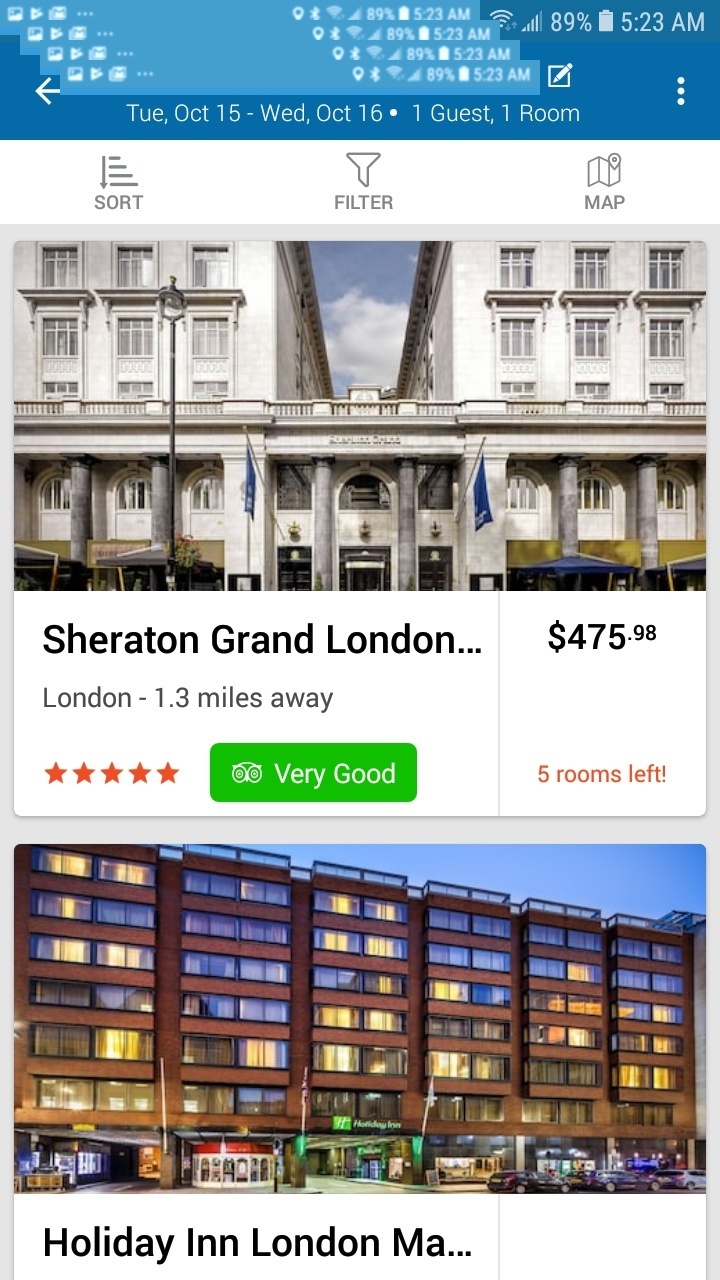 89% 5:23 AM
89% 5:23 AM
89% 5:23 AM
89% 5:23 AM
89% 5:23 AM
Tue, Oct 15 - Wed, Oct 16 • 1 Guest, 1 Room
SORT FILTER MAP
Sheraton Grand
Sheraton Grand London... $475.98
London - 1.3 miles away
Very Good 5 rooms left!
Holiday Inn
Holiday Inn London Ma...